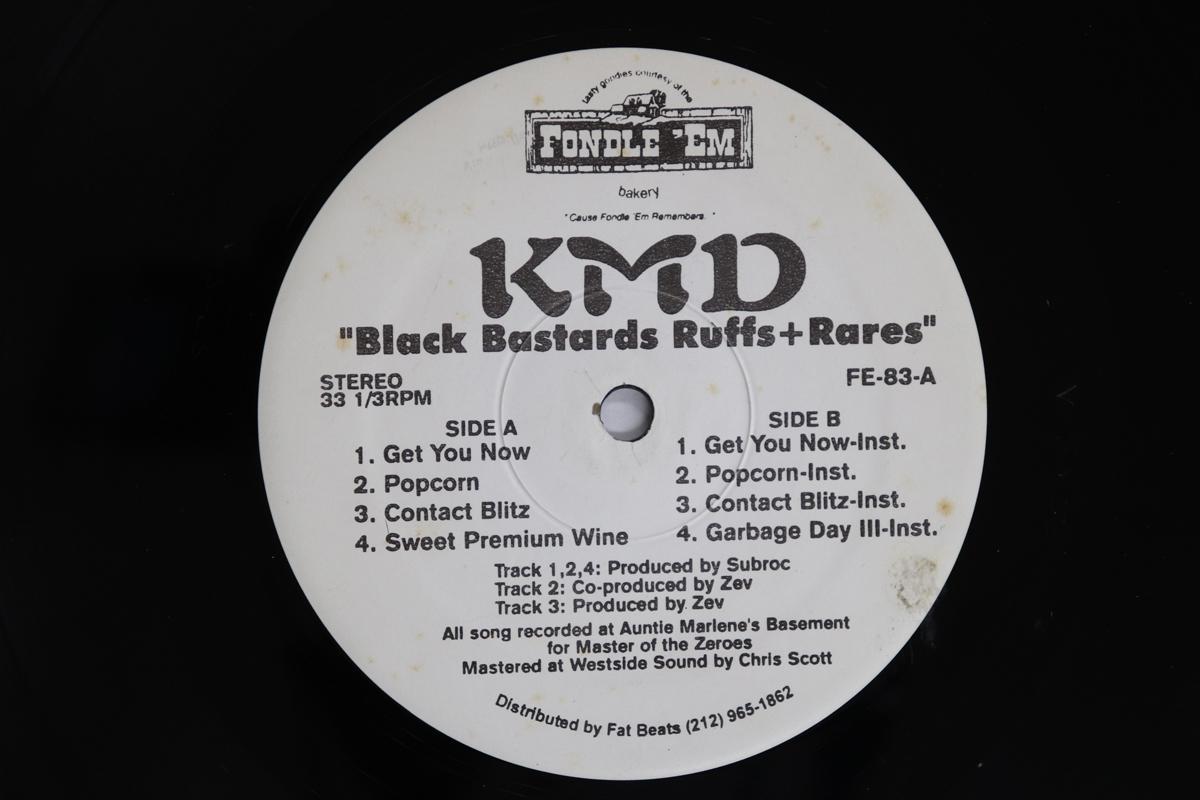 tasty goodies courtesy of the
FONDLE 'EM
bakery
"Cause Fondle 'Em Remembers."
KMD
"Black Bastards Ruffs+Rares"
STEREO
33 1/3RPM
FE-83-A
SIDE A
1. Get You Now
2. Popcorn
3. Contact Blitz
4. Sweet Premium Wine
SIDE B
1. Get You Now-Inst.
2. Popcorn-Inst.
3. Contact Blitz-Inst.
4. Garbage Day III-Inst.
Track 1,2,4: Produced by Subroc
Track 2: Co-produced by Zev
Track 3: Produced by Zev
All song recorded at Auntie Marlene's Basement
for Master of the Zeroes
Mastered at Westside Sound by Chris Scott
Distributed by Fat Beats (212) 965-1862